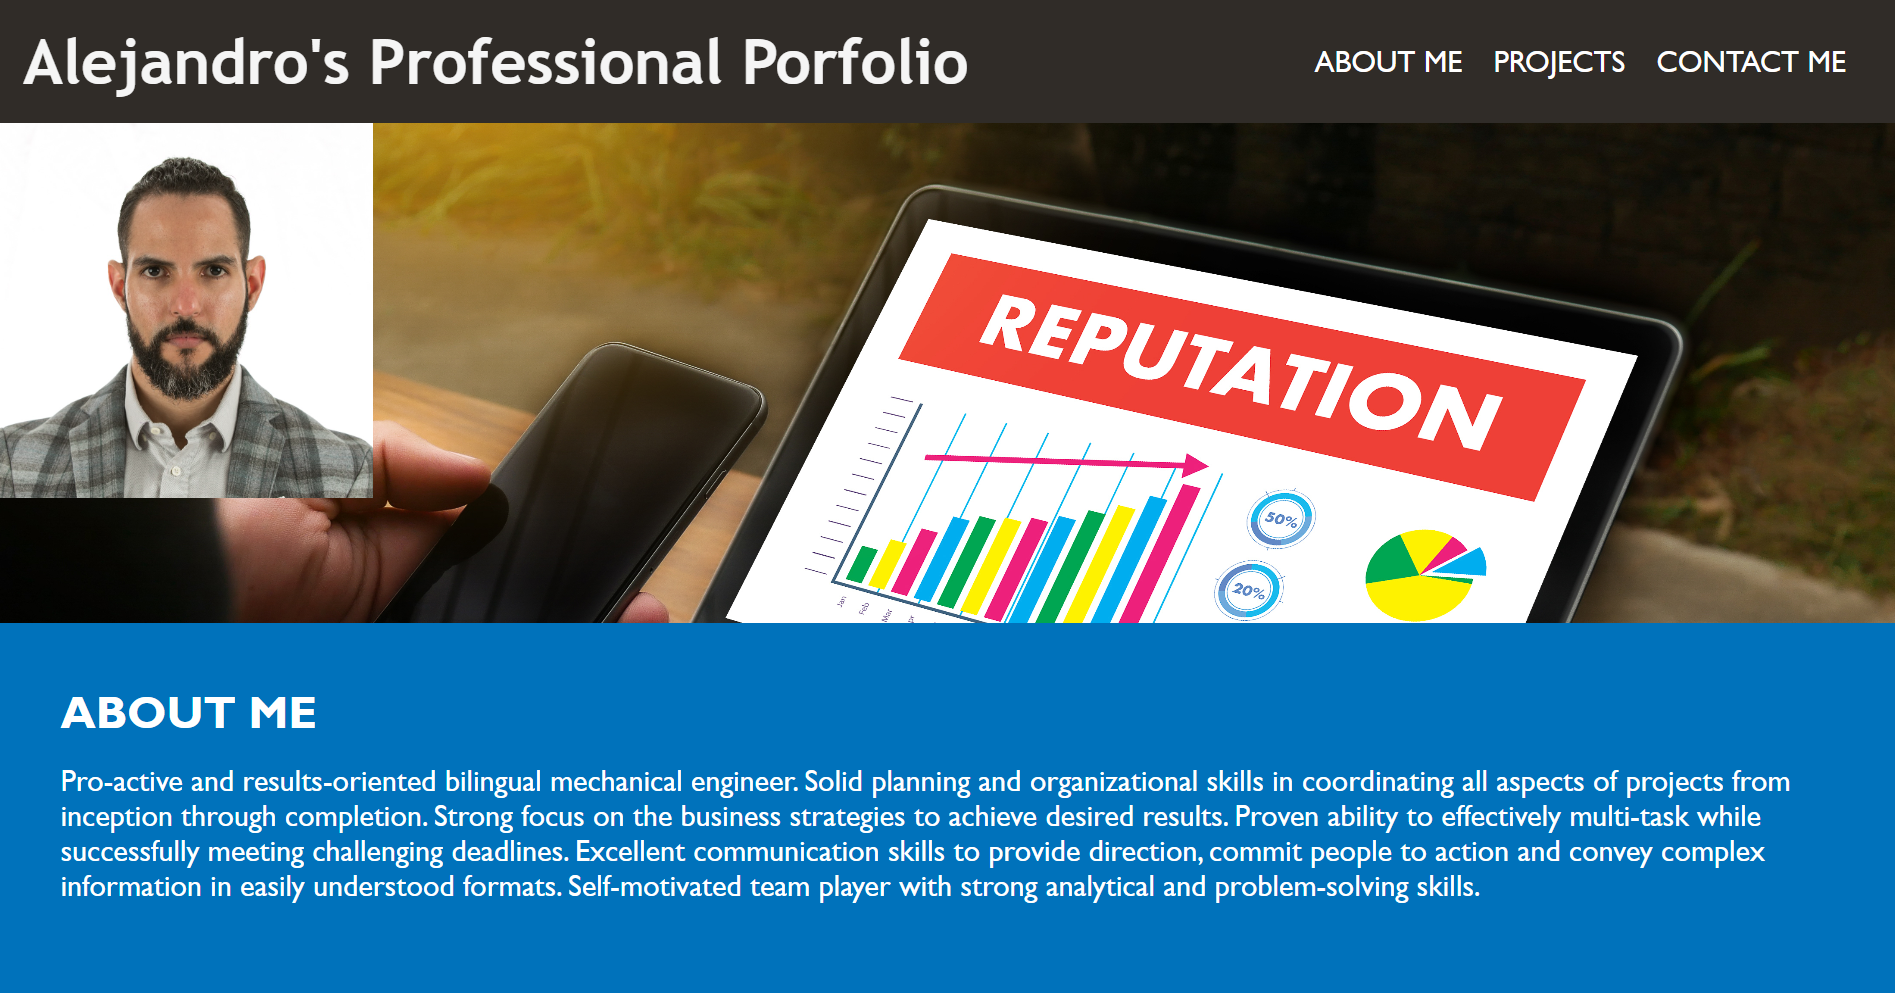 Alejandro's Professional Porfolio
ABOUT ME PROJECTS CONTACT ME
REPUTATION
50%
20%
Jan
Feb
Mar
ABOUT ME
Pro-active and results-oriented bilingual mechanical engineer. Solid planning and organizational skills in coordinating all aspects of projects from
inception through completion. Strong focus on the business strategies to achieve desired results. Proven ability to effectively multi-task while
successfully meeting challenging deadlines. Excellent communication skills to provide direction, commit people to action and convey complex
information in easily understood formats. Self-motivated team player with strong analytical and problem-solving skills.